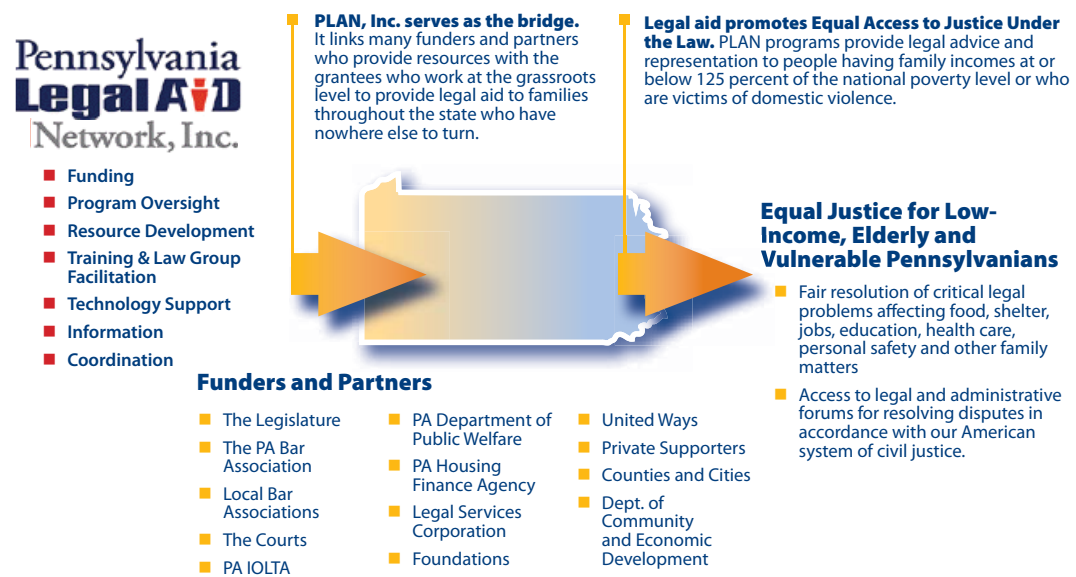 Pennsylvania
Legal AiD
Network, Inc.
Funding
Program Oversight
Resource Development
Training & Law Group
Facilitation
Technology Support
Information
Coordination
PLAN, Inc. serves as the bridge.
It links many funders and partners
who provide resources with the
grantees who work at the grassroots
level to provide legal aid to families
throughout the state who have
nowhere else to turn.
Legal aid promotes Equal Access to Justice Under
the Law. PLAN programs provide legal advice and
representation to people having family incomes at or
below 125 percent of the national poverty level or who
are victims of domestic violence.
Equal Justice for Low-
Income, Elderly and
Vulnerable Pennsylvanians
Fair resolution of critical legal
problems affecting food, shelter,
jobs, education, health care,
personal safety and other family
matters
Access to legal and administrative
forums for resolving disputes in
accordance with our American
system of civil justice.
Funders and Partners
The Legislature
The PA Bar
Association
Local Bar
Associations
The Courts
PA IOLTA
PA Department of
Public Welfare
PA Housing
Finance Agency
Legal Services
Corporation
Foundations
United Ways
Private Supporters
Counties and Cities
Dept. of
Community
and Economic
Development